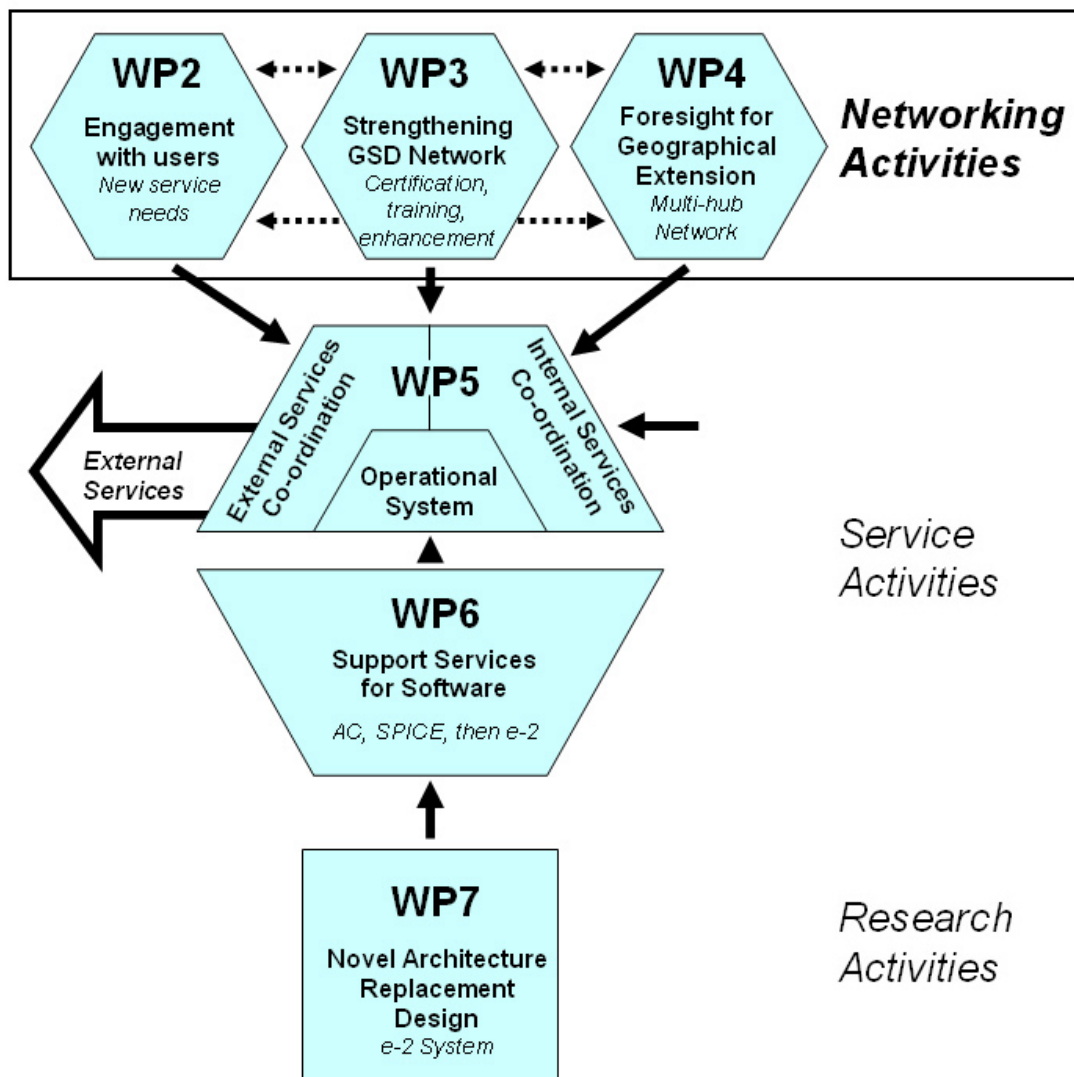 WP2
Engagement
with users
New service
needs
WP3
Strengthening
GSD Network
Certification,
training,
enhancement
WP4
Foresight for
Geographical
Extension
Multi-hub
Network
Networking
Activities
External Services
Co-ordination
WP5
Internal Services
Co-ordination
Operational
System
External
Services
Service
Activities
WP6
Support Services
for Software
AC, SPICE, then e-2
WP7
Novel Architecture
Replacement
Design
e-2 System
Research
Activities